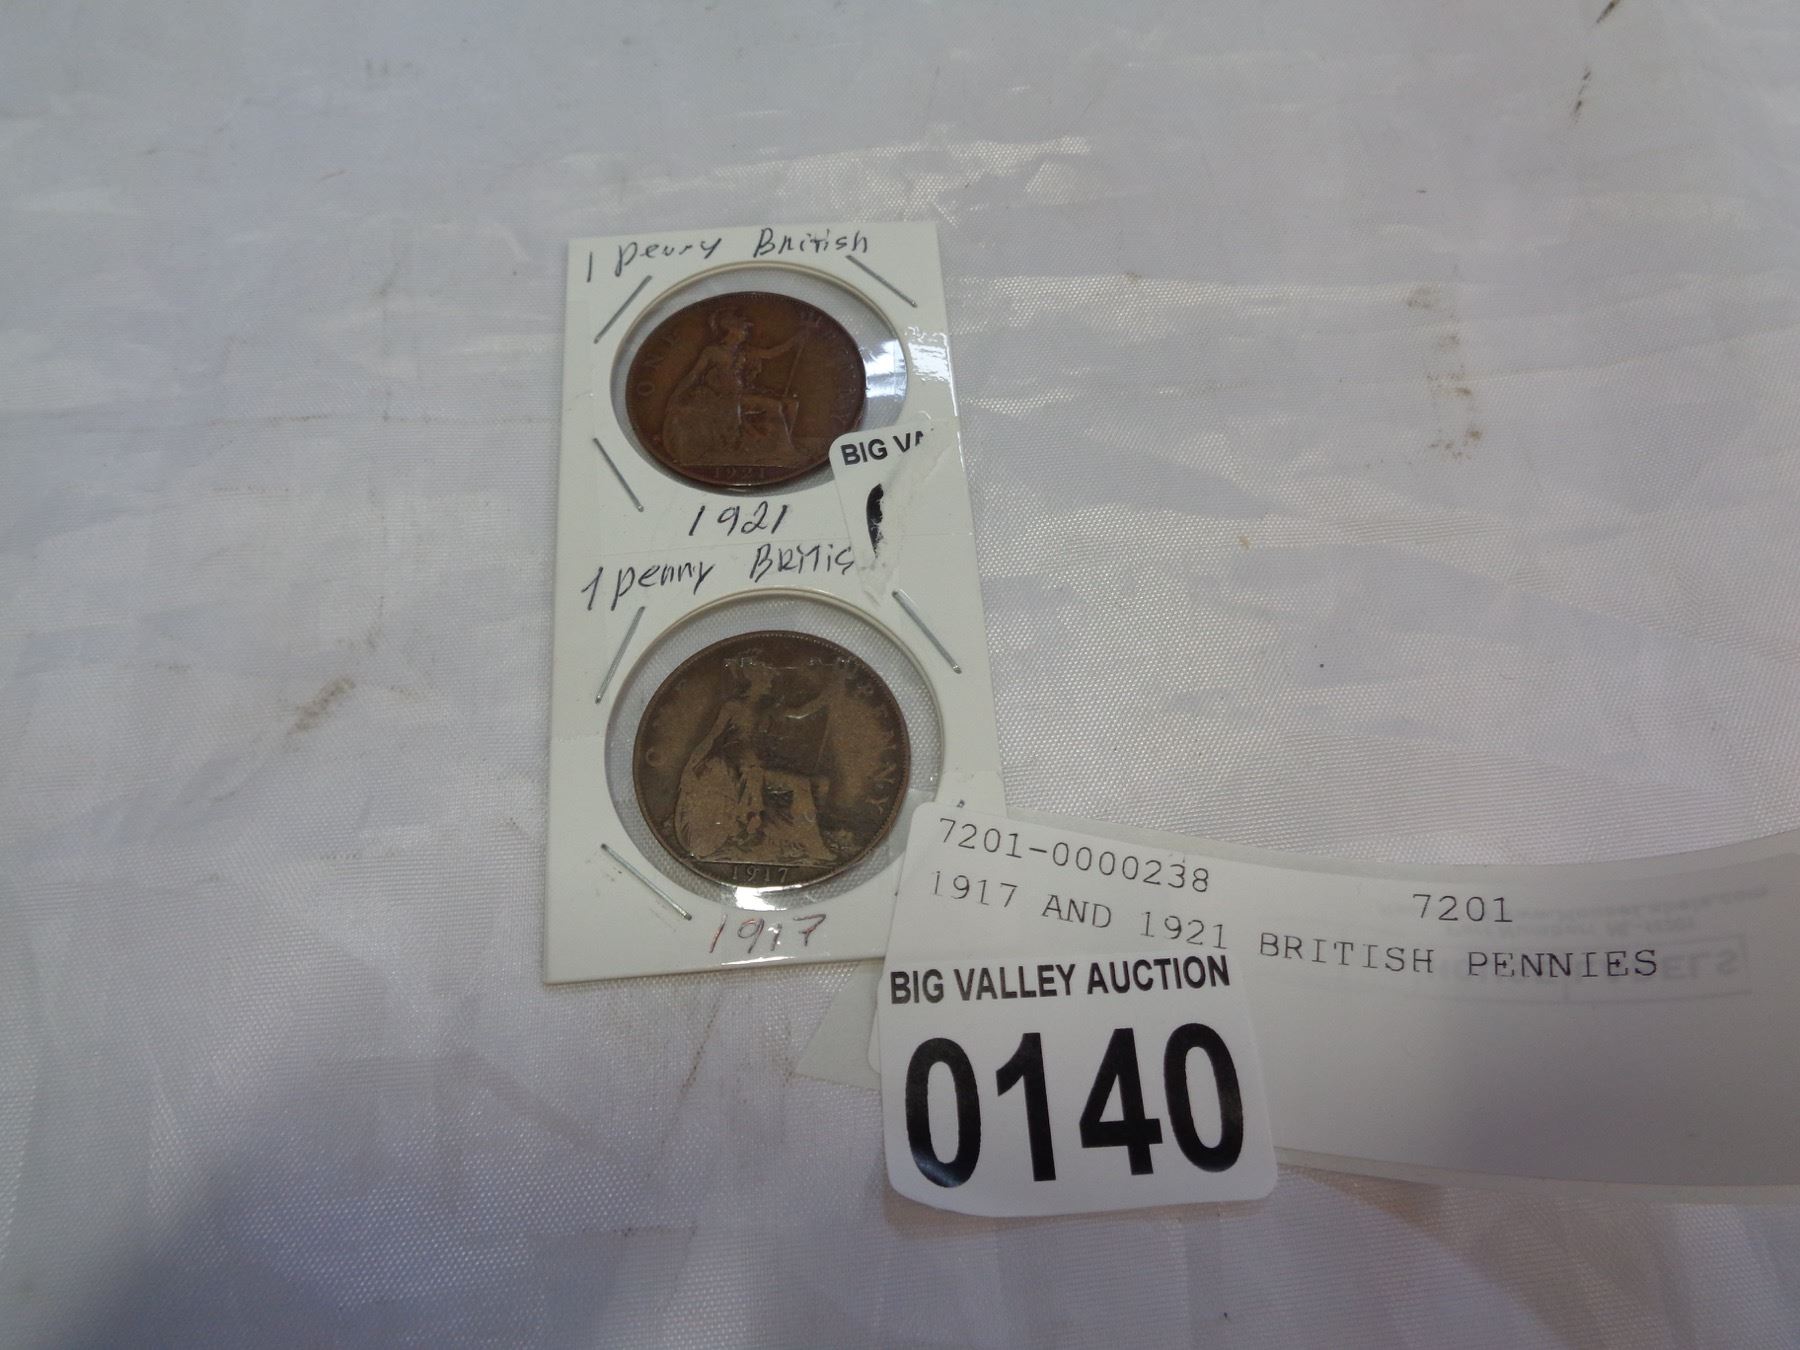 1 penny British
ONE PENNY
1921
BIG VA
1921
1 penny Britis
PENNY
1917
1917
7201-0000238
7201
1917 AND 1921 BRITISH PENNIES
BIG VALLEY AUCTION
0140